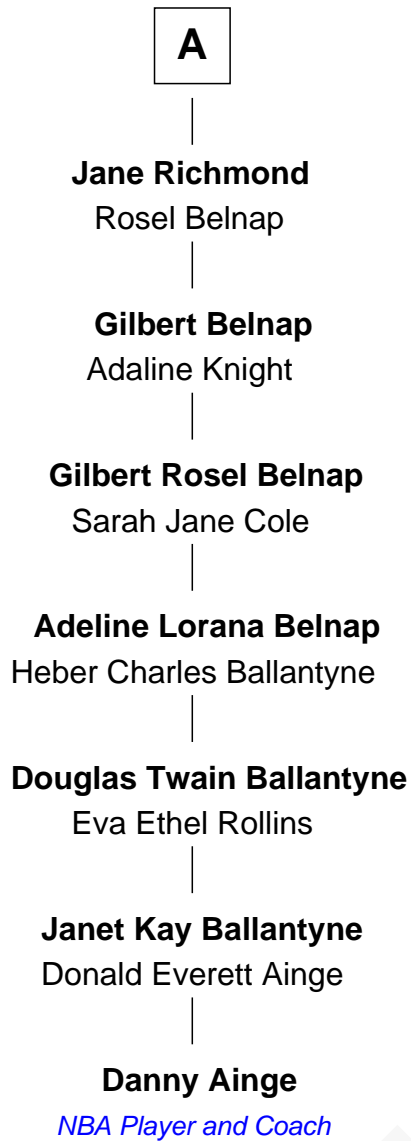 A
Jane Richmond
Rosel Belnap
Gilbert Belnap
Adaline Knight
Gilbert Rosel Belnap
Sarah Jane Cole
Adeline Lorana Belnap
Heber Charles Ballantyne
Douglas Twain Ballantyne
Eva Ethel Rollins
Janet Kay Ballantyne
Donald Everett Ainge
Danny Ainge
NBA Player and Coach